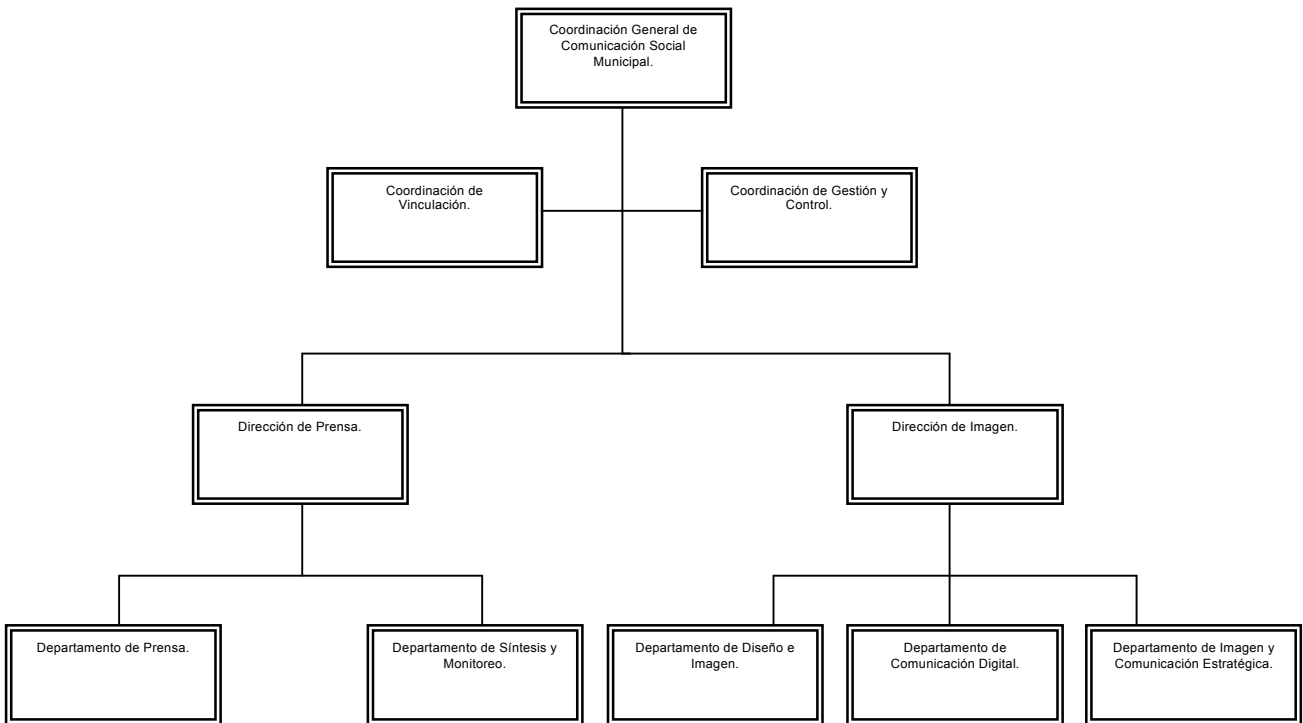 Coordinación General de
Comunicación Social
Municipal.
Coordinación de
Vinculación.
Coordinación de Gestión y
Control.
Dirección de Prensa.
Dirección de Imagen.
Departamento de Prensa.
Departamento de Síntesis y
Monitoreo.
Departamento de Diseño e
Imagen.
Departamento de
Comunicación Digital.
Departamento de Imagen y
Comunicación Estratégica.